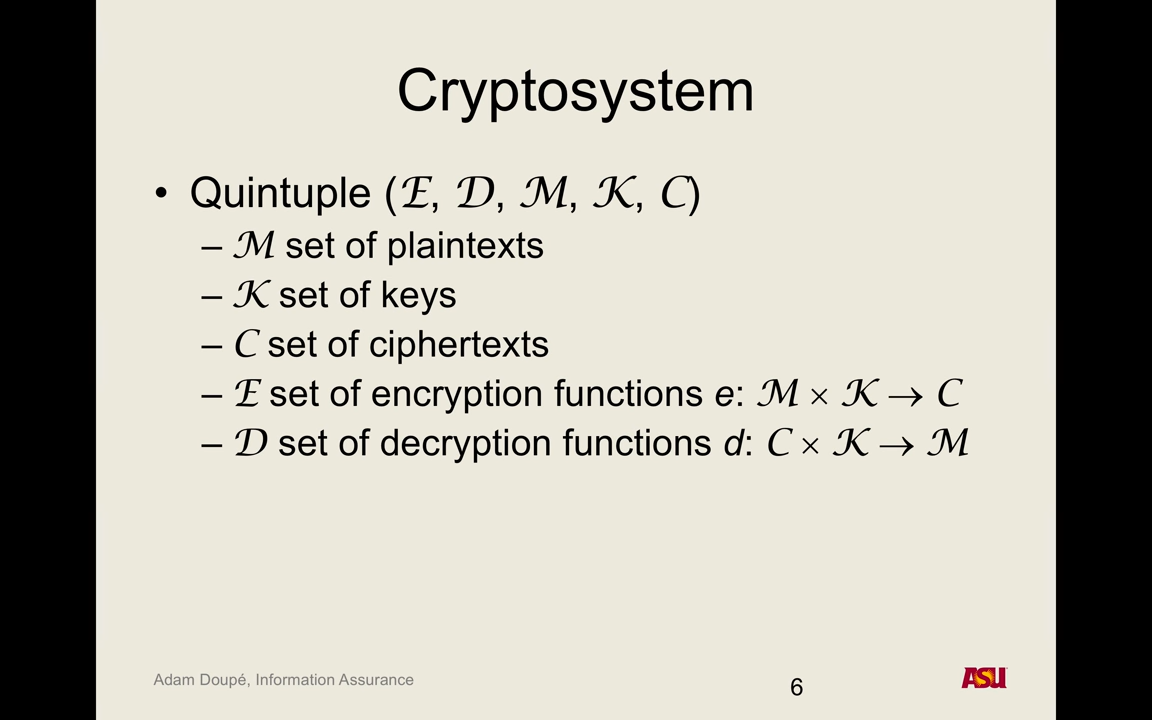 Cryptosystem
• Quintuple (ℰ, 𝒟, ℳ, 𝒦, 𝒞)
– ℳ set of plaintexts
– 𝒦 set of keys
– 𝒞 set of ciphertexts
– ℰ set of encryption functions e: ℳ × 𝒦 → 𝒞
– 𝒟 set of decryption functions d: 𝒞 × 𝒦 → ℳ
Adam Doupé, Information Assurance
6
ASU